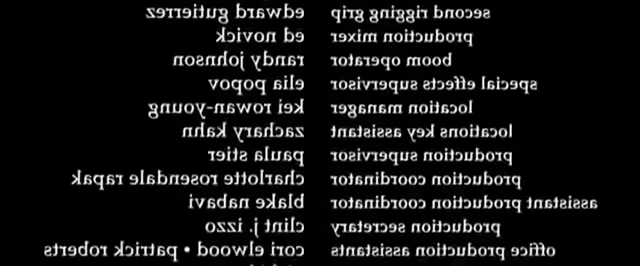 second rigging grip edward gutierrez
production mixer ed novick
boom operator randy johnson
special effects supervisor elia popov
location manager kei rowan-young
locations key assistant zachary kahn
production supervisor paula stier
production coordinator charlotte rosendale rapak
assistant production coordinator blake nabavi
production secretary clint j. izzo
office production assistants cori elwood • patrick roberts